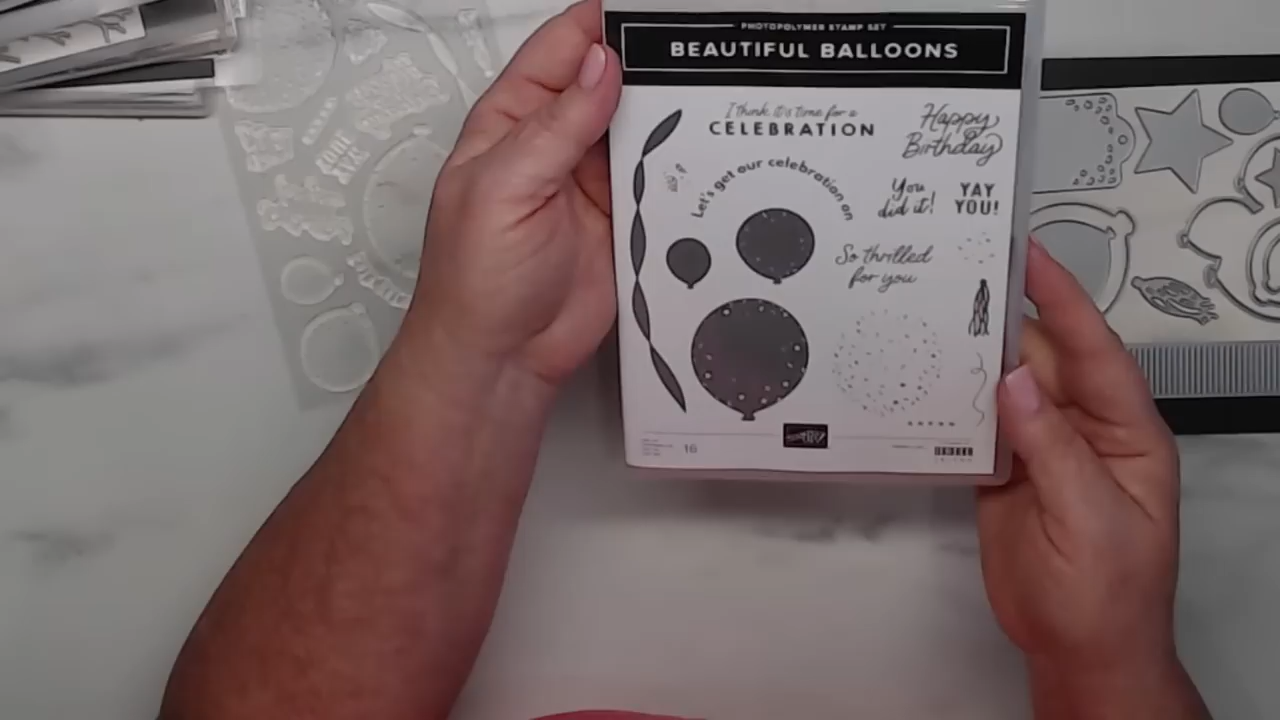 PHOTOPOLYMER STAMP SET
BEAUTIFUL BALLOONS
I think it's time for a
CELEBRATION
Happy
Birthday
Let's get our celebration on
You
did it!
YAY
YOU!
So thrilled
for you
16